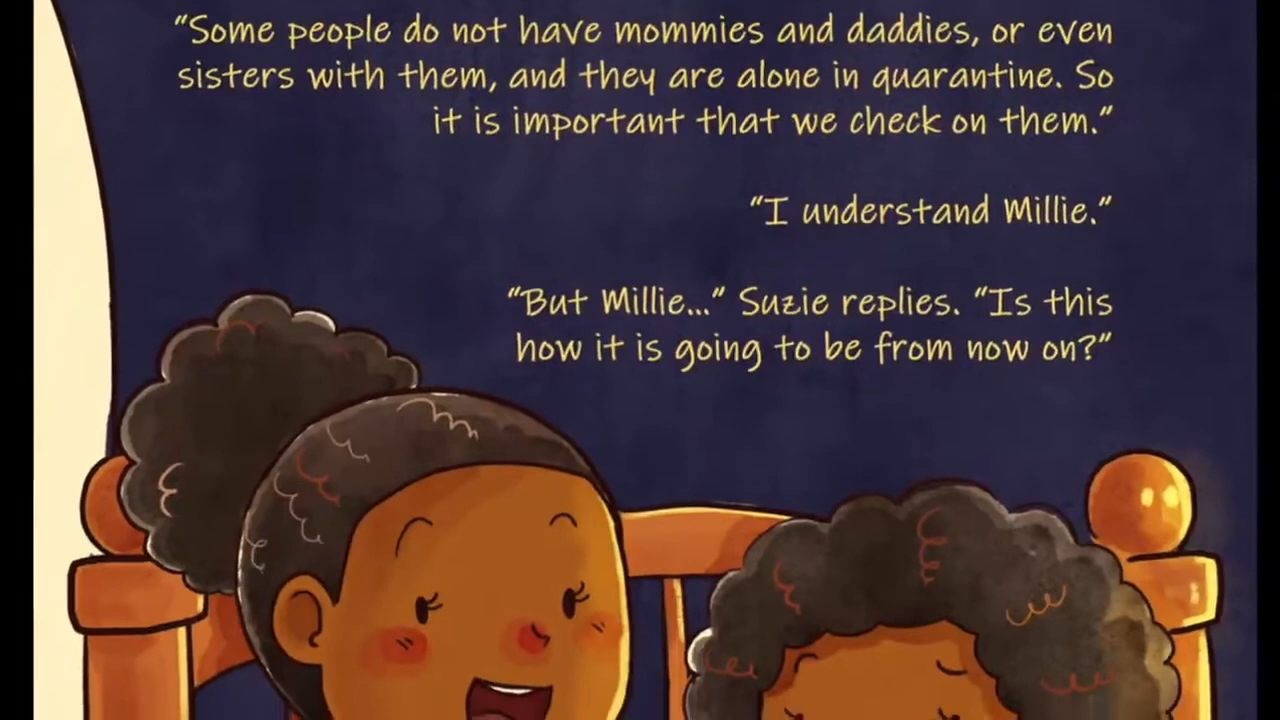 “Some people do not have mommies and daddies, or even
sisters with them, and they are alone in quarantine. So
it is important that we check on them.”
“I understand Millie.”
“But Millie...” Suzie replies. “Is this
how it is going to be from now on?”